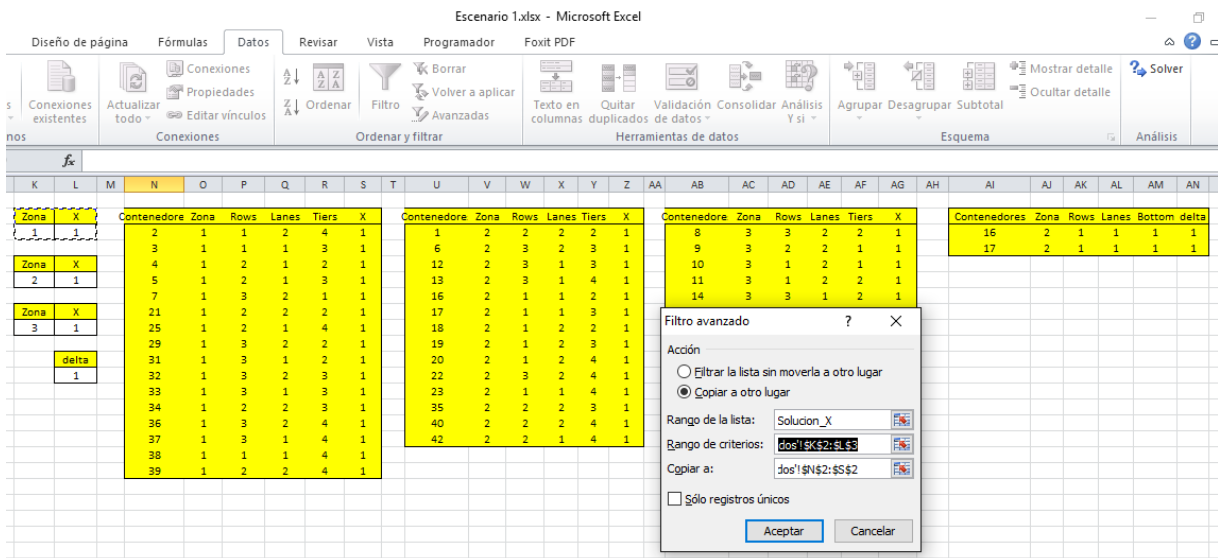 Escenario 1.xlsx - Microsoft Excel
Diseño de página Fórmulas Datos Revisar Vista Programador Foxit PDF
Conexiones existentes
Actualizar todo
Conexiones
Propiedades
Editar vínculos
Ordenar
Filtro
Borrar
Volver a aplicar
Avanzadas
Texto en columnas
Quitar duplicados
Validación de datos
Consolidar
Análisis Y si
Agrupar
Desagrupar
Subtotal
Mostrar detalle
Ocultar detalle
Solver
nos Conexiones Ordenar y filtrar Herramientas de datos Esquema Análisis
fx
K L M N O P Q R S T U V W X Y Z AA AB AC AD AE AF AG AH AI AJ AK AL AM AN
Zona X
1 1
Zona X
2 1
Zona X
3 1
delta
1
Contenedore Zona Rows Lanes Tiers X
2 1 1 2 4 1
3 1 1 1 3 1
4 1 2 1 2 1
5 1 2 1 3 1
7 1 3 2 1 1
21 1 2 2 2 1
25 1 2 1 4 1
29 1 3 2 2 1
31 1 3 1 2 1
32 1 3 2 3 1
33 1 3 1 3 1
34 1 2 2 3 1
36 1 3 2 4 1
37 1 3 1 4 1
38 1 1 1 4 1
39 1 2 2 4 1
Contenedore Zona Rows Lanes Tiers X
1 2 2 2 2 1
6 2 3 2 3 1
12 2 3 1 3 1
13 2 3 1 4 1
16 2 1 1 2 1
17 2 1 1 3 1
18 2 1 2 2 1
19 2 1 2 3 1
20 2 1 2 4 1
22 2 3 2 4 1
23 2 1 1 4 1
35 2 2 2 3 1
40 2 2 2 4 1
42 2 2 1 4 1
Contenedore Zona Rows Lanes Tiers X
8 3 3 2 2 1
9 3 2 2 1 1
10 3 1 2 1 1
11 3 1 2 2 1
14 3 3 1 2 1
Contenedores Zona Rows Lanes Bottom delta
16 2 1 1 1 1
17 2 1 1 1 1
Filtro avanzado ? ×
Acción
Filtrar la lista sin moverla a otro lugar
Copiar a otro lugar
Rango de la lista: Solucion_X
Rango de criterios: dos'!$K$2:$L$3
Copiar a: dos'!$N$2:$S$2
Sólo registros únicos
Aceptar Cancelar